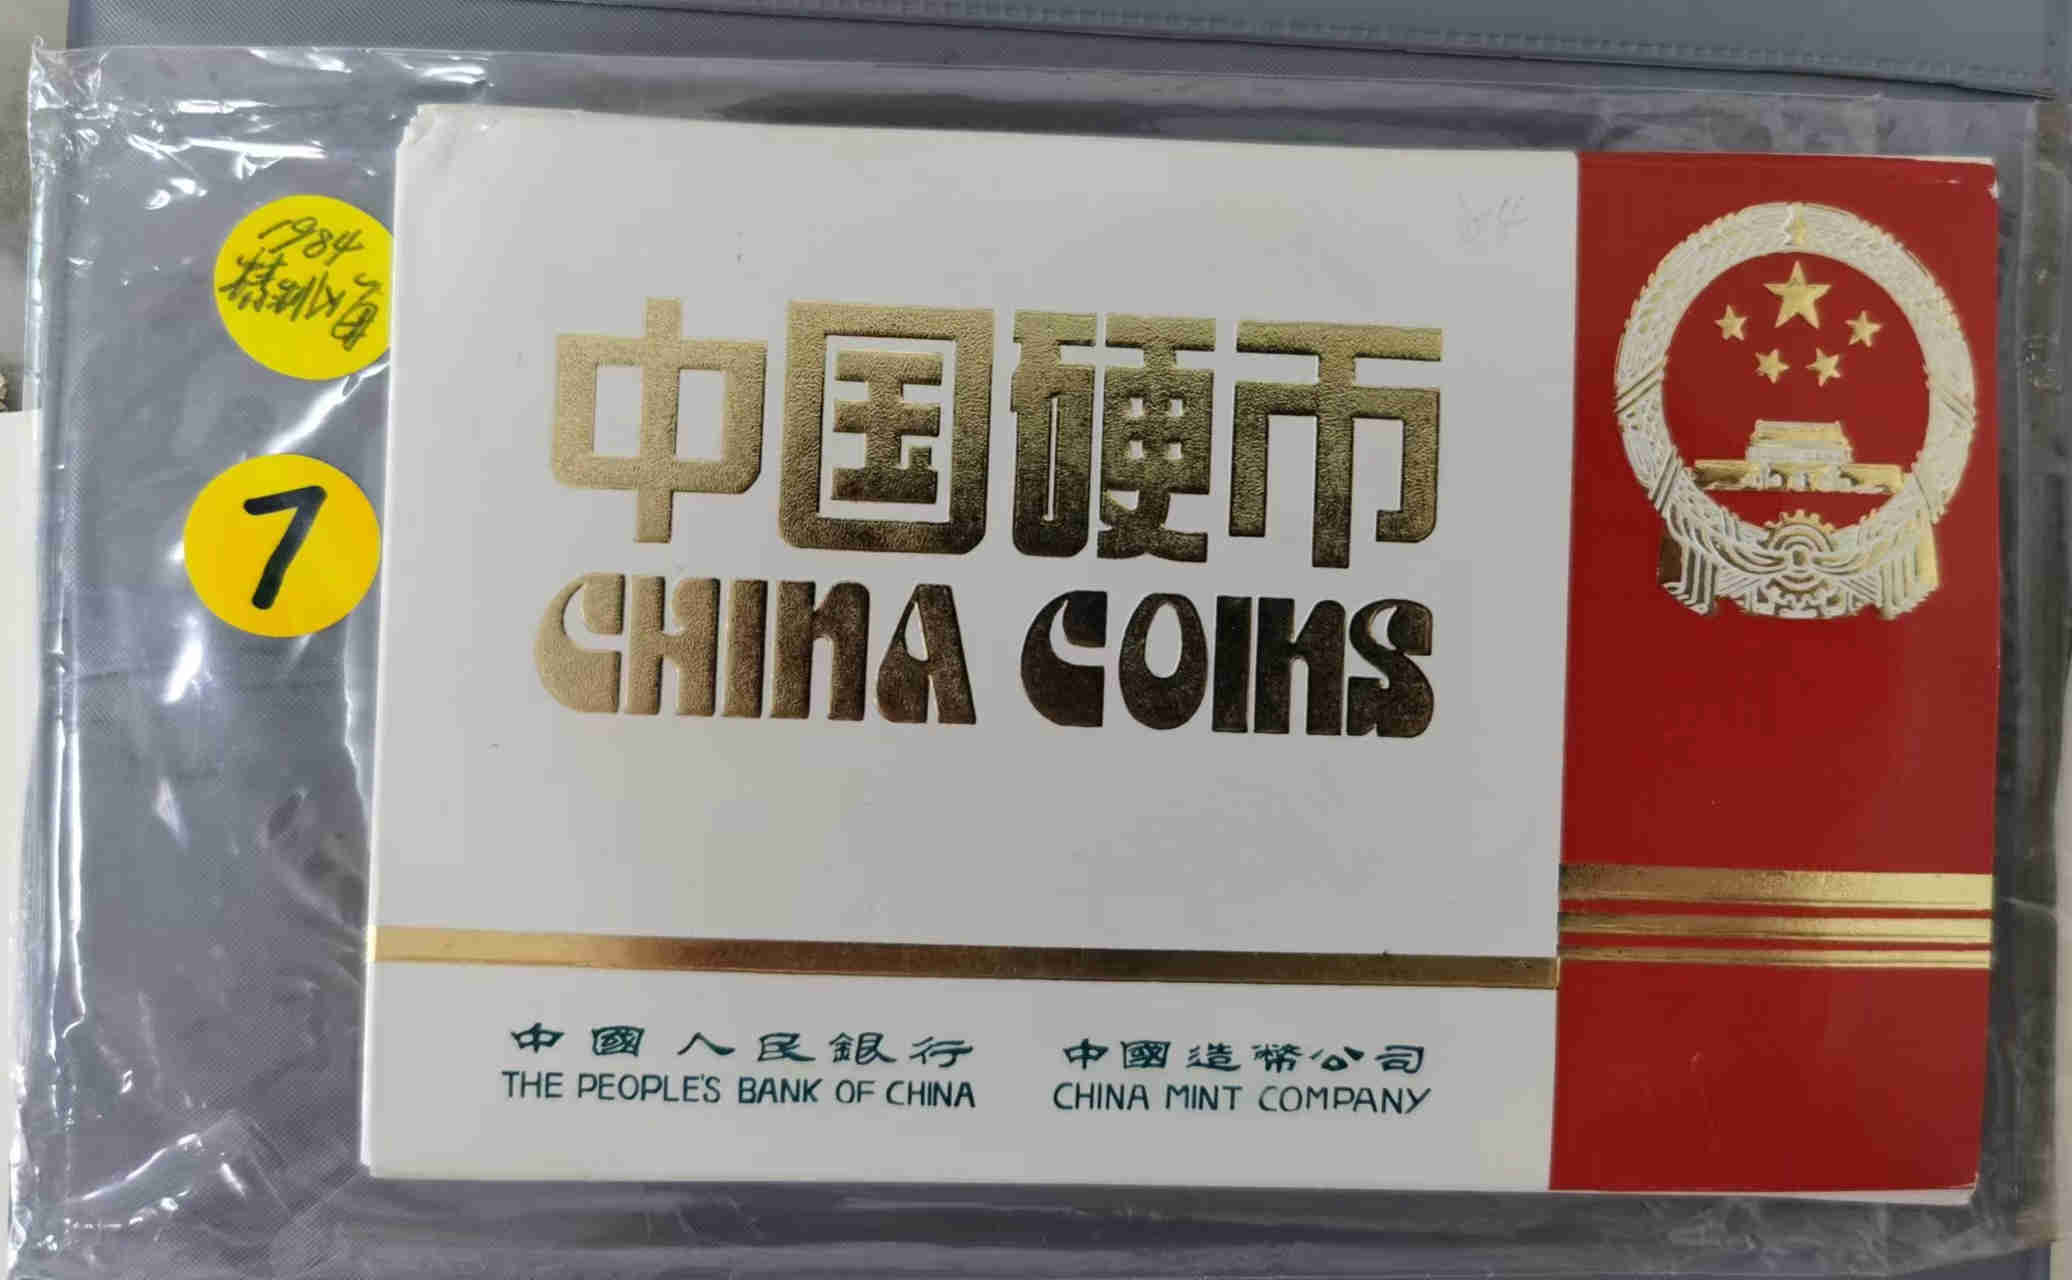 1984
7
84
中国硬币
CHINA COINS
中國人民銀行
THE PEOPLE'S BANK OF CHINA
中國造幣公司
CHINA MINT COMPANY